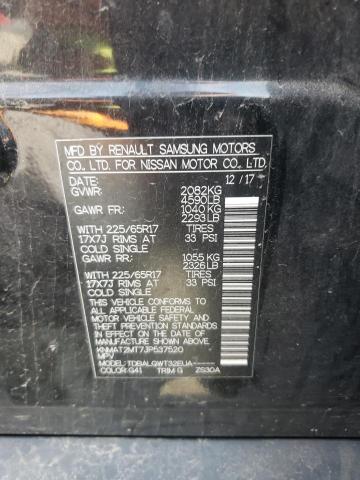 MFD BY RENAULT SAMSUNG MOTORS
CO., LTD. FOR NISSAN MOTOR CO., LTD.
DATE: 12/17
GVWR: 2082KG
4590LB
GAWR FR: 1040 KG
2293LB
WITH 225/65R17 TIRES
17X7J RIMS AT 33 PSI
COLD SINGLE
GAWR RR: 1055 KG
2326LB
WITH 225/65R17 TIRES
17X7J RIMS AT 33 PSI
COLD SINGLE
THIS VEHICLE CONFORMS TO ALL
APPLICABLE FEDERAL MOTOR
VEHICLE SAFETY AND THEFT
PREVENTION STANDARDS IN
EFFECT ON THE DATE OF
MANUFACTURE SHOWN ABOVE.
KNMAT2MT7JP537520
MPV
MODEL: TDBALGWT32EUA-----
COLOR: G41 TRIM: G ZS30A